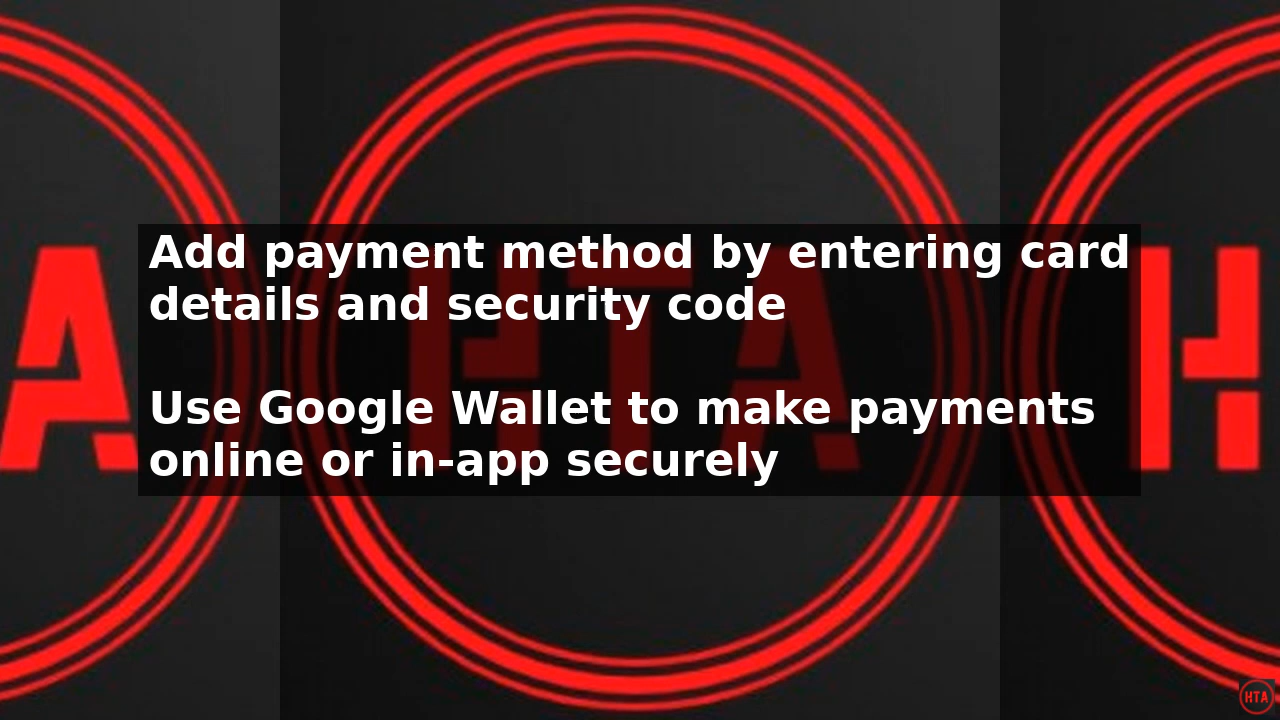 Add payment method by entering card
details and security code
Use Google Wallet to make payments
online or in-app securely
A
HTA
H
HTA